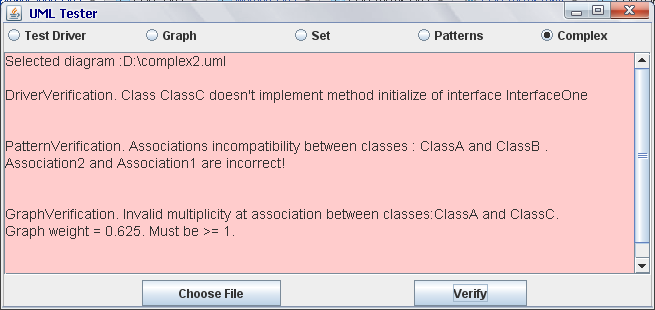 UML Tester
Test Driver Graph Set Patterns Complex
Selected diagram :D:\complex2.uml
DriverVerification. Class ClassC doesn't implement method initialize of interface InterfaceOne
PatternVerification. Associations incompatibility between classes : ClassA and ClassB .
Association2 and Association1 are incorrect!
GraphVerification. Invalid multiplicity at association between classes:ClassA and ClassC.
Graph weight = 0.625. Must be >= 1.
Choose File Verify